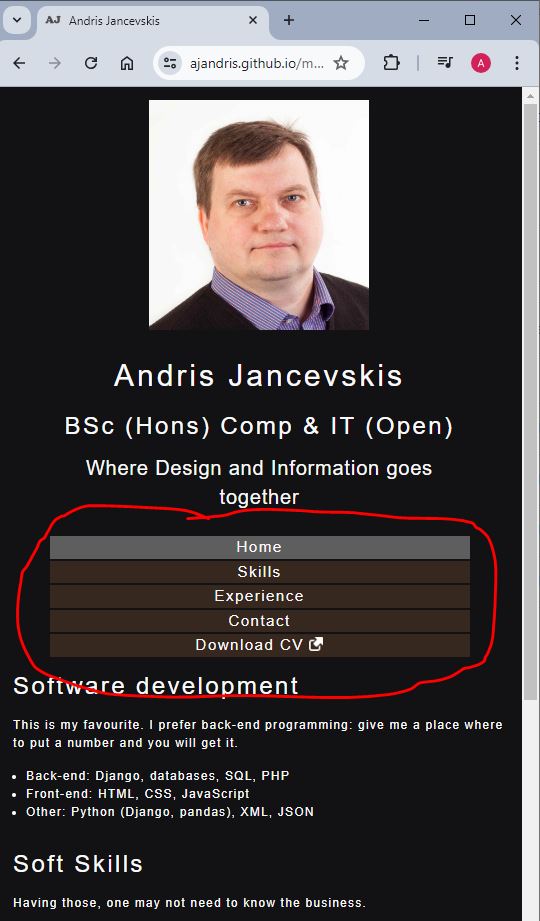 AJ Andris Jancevskis
ajandris.github.io/m...
A
Andris Jancevskis
BSc (Hons) Comp & IT (Open)
Where Design and Information goes
together
Home
Skills
Experience
Contact
Download CV
Software development
This is my favourite. I prefer back-end programming: give me a place where
to put a number and you will get it.
Back-end: Django, databases, SQL, PHP
Front-end: HTML, CSS, JavaScript
Other: Python (Django, pandas), XML, JSON
Soft Skills
Having those, one may not need to know the business.